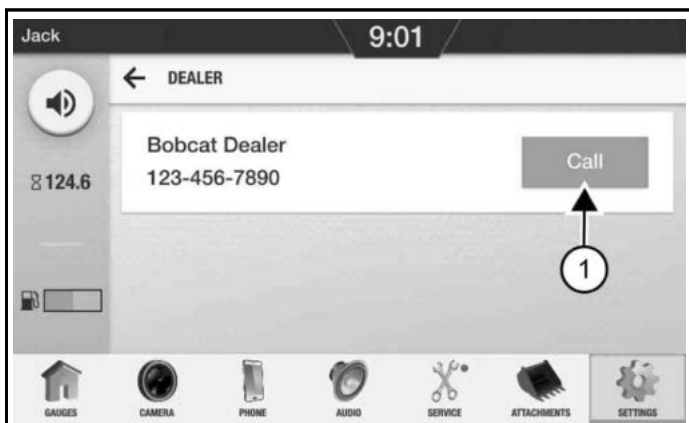 Jack
9:01
← DEALER
Bobcat Dealer
123-456-7890
Call
124.6
1
GAUGES CAMERA PHONE AUDIO SERVICE ATTACHMENTS SETTINGS